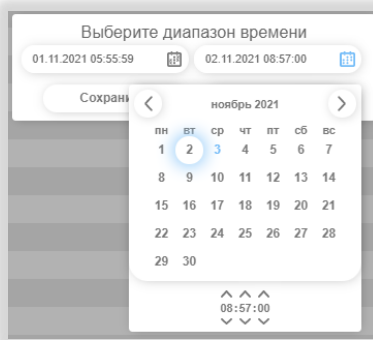 Выберите диапазон времени
01.11.2021 05:55:59 02.11.2021 08:57:00
Сохрани
ноябрь 2021
пн вт ср чт пт сб вс
1 2 3 4 5 6 7
8 9 10 11 12 13 14
15 16 17 18 19 20 21
22 23 24 25 26 27 28
29 30
08:57:00